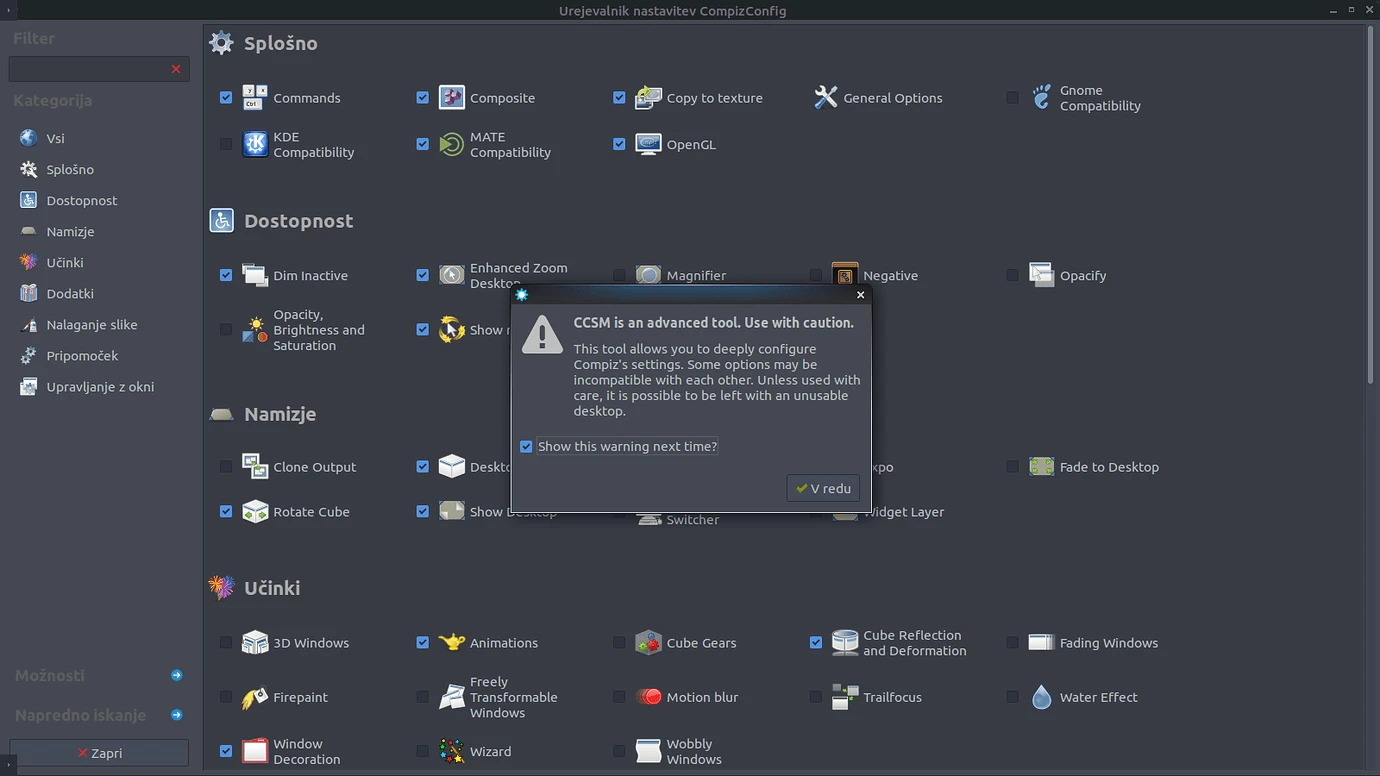 Urejevalnik nastavitev CompizConfig
Filter
Kategorija
Vsi
Splošno
Dostopnost
Namizje
Učinki
Dodatki
Nalaganje slike
Pripomoček
Upravljanje z okni
Možnosti
Napredno iskanje
Zapri
Splošno
Commands
Composite
Copy to texture
General Options
Gnome
Compatibility
KDE
Compatibility
MATE
Compatibility
OpenGL
Dostopnost
Dim Inactive
Enhanced Zoom
Desktop
Magnifier
Negative
Opacify
Opacity,
Brightness and
Saturation
Show
CCSM is an advanced tool. Use with caution.
This tool allows you to deeply configure
Compiz's settings. Some options may be
incompatible with each other. Unless used with
care, it is possible to be left with an unusable
desktop.
Show this warning next time?
V redu
Namizje
Clone Output
Fade to Desktop
Rotate Cube
Show Desktop
Switcher
Widget Layer
Učinki
3D Windows
Animations
Cube Gears
Cube Reflection
and Deformation
Fading Windows
Firepaint
Freely
Transformable
Windows
Motion blur
Trailfocus
Water Effect
Window
Decoration
Wizard
Wobbly
Windows